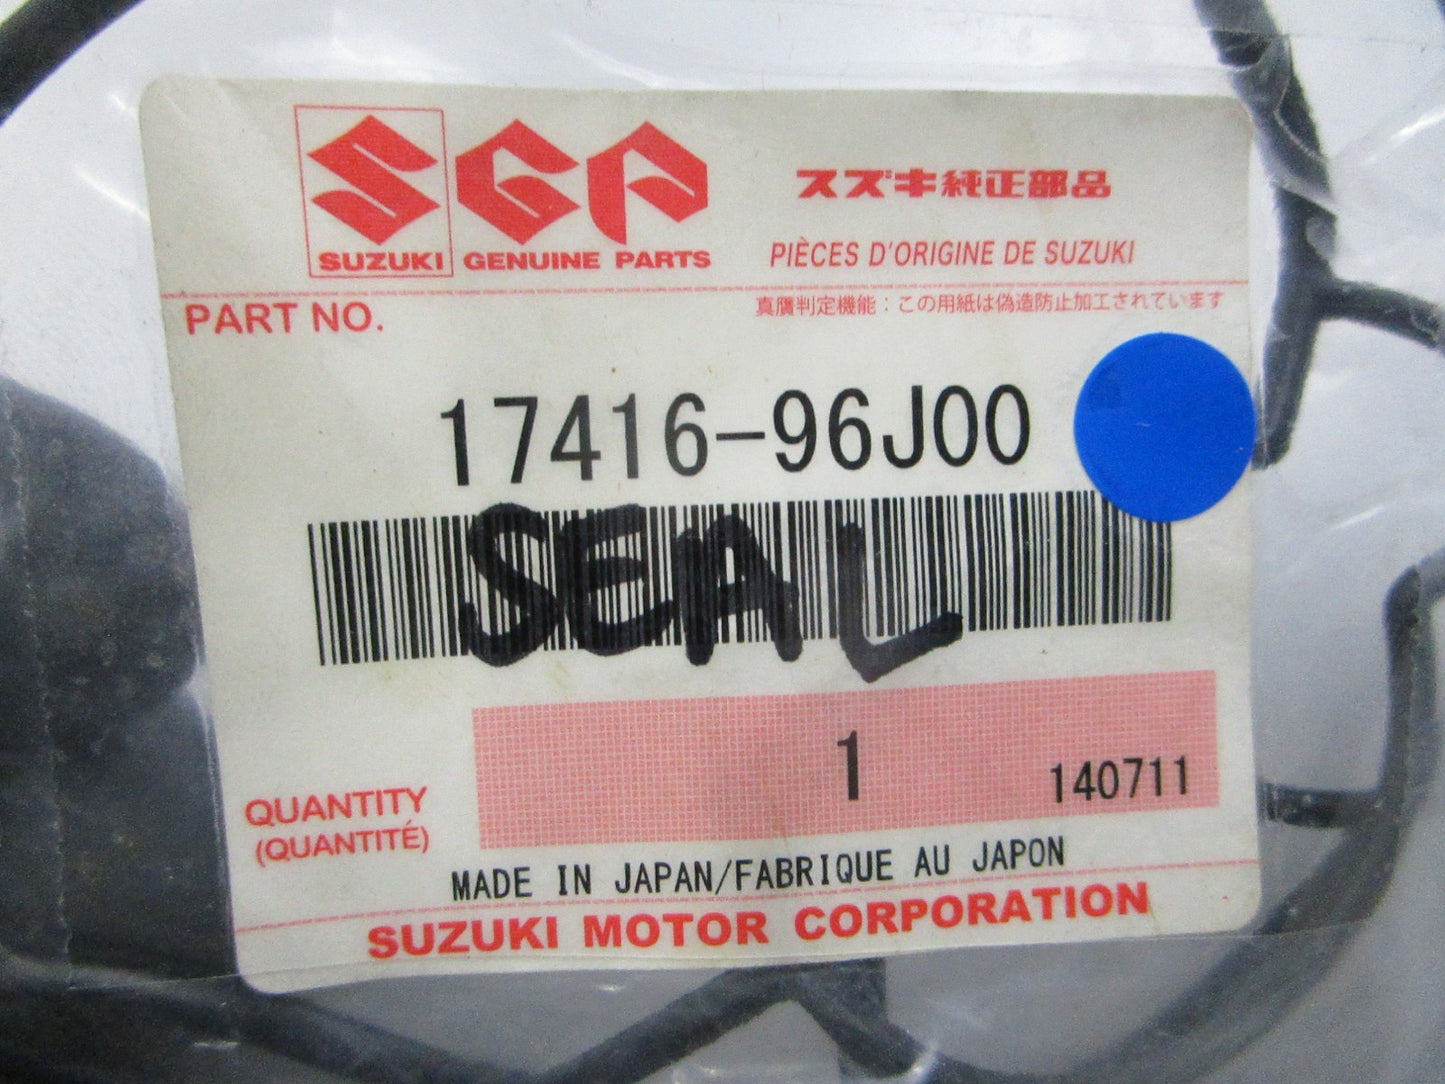 SGP
スズキ純正部品
SUZUKI GENUINE PARTS
PIÈCES D'ORIGINE DE SUZUKI
PART NO.
真贋判定機能：この用紙は偽造防止加工されています
17416-96J00
SEAL
1
140711
QUANTITY
(QUANTITÉ)
MADE IN JAPAN/FABRIQUE AU JAPON
SUZUKI MOTOR CORPORATION